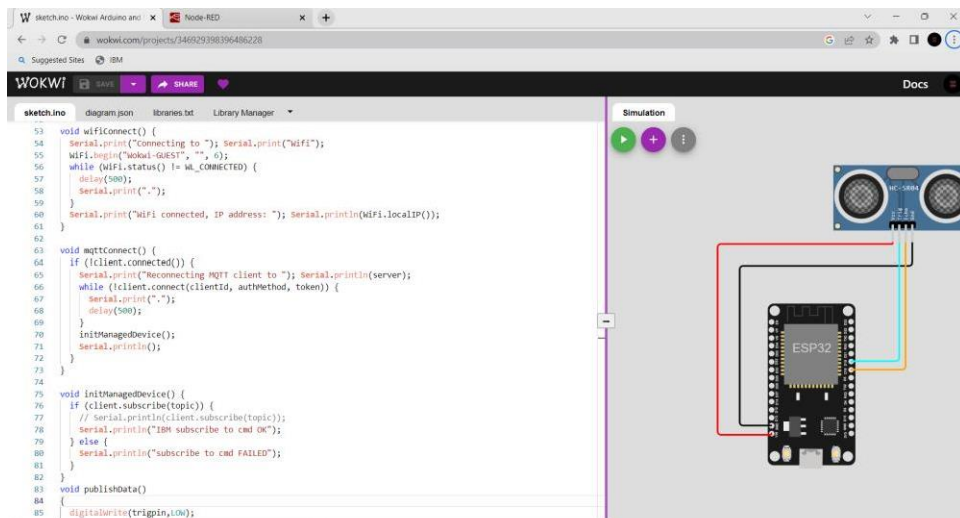 sketch.ino - Wokwi Arduino and
Node-RED
wokwi.com/projects/346929398396486228
Suggested Sites
IBM
WOKWI
SAVE
SHARE
Docs
sketch.ino
diagram.json
libraries.txt
Library Manager
Simulation
53 void wifiConnect() {
54 Serial.print("Connecting to "); Serial.print("Wifi");
55 WiFi.begin("Wokwi-GUEST", "", 6);
56 while (WiFi.status() != WL_CONNECTED) {
57 delay(500);
58 Serial.print(".");
59 }
60 Serial.print("WiFi connected, IP address: "); Serial.println(WiFi.localIP());
61 }
62
63 void mqttConnect() {
64 if (!client.connected()) {
65 Serial.print("Reconnecting MQTT client to "); Serial.println(server);
66 while (!client.connect(clientId, authMethod, token)) {
67 Serial.print(".");
68 delay(500);
69 }
70 initManagedDevice();
71 Serial.println();
72 }
73 }
74
75 void initManagedDevice() {
76 if (client.subscribe(topic)) {
77 // Serial.println(client.subscribe(topic));
78 Serial.println("IBM subscribe to cmd OK");
79 } else {
80 Serial.println("subscribe to cmd FAILED");
81 }
82 }
83 void publishData()
84 {
85 digitalWrite(trigpin,LOW);
HC-SR04
ESP32